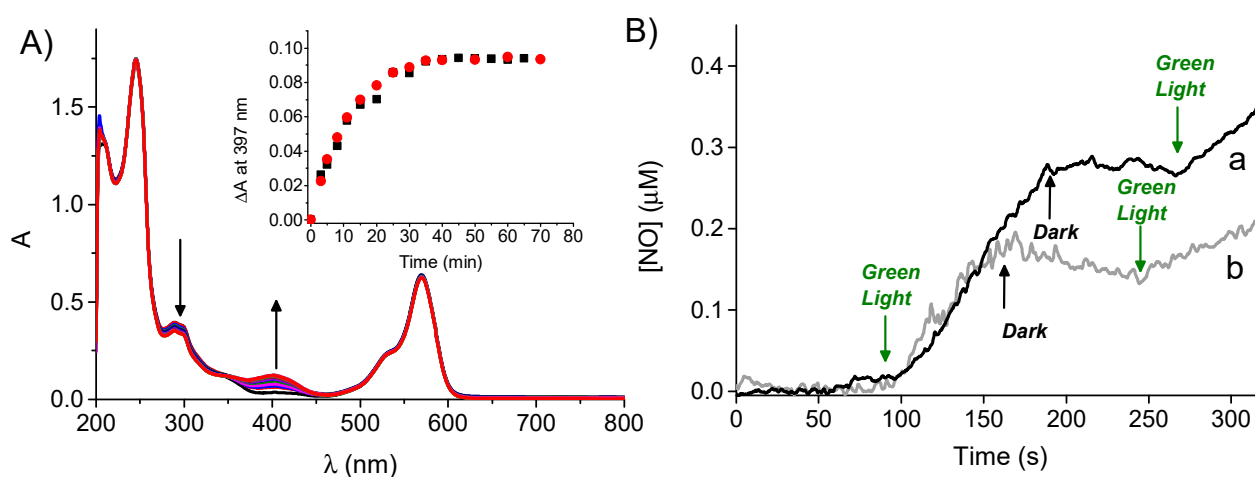 A)
A
1.5
1.0
0.5
0.0
200
300
400
500
600
700
800
λ (nm)
ΔA at 397 nm
0.10
0.08
0.06
0.04
0.02
0.00
0
10
20
30
40
50
60
70
80
Time (min)
B)
[NO] (μM)
0.4
0.3
0.2
0.1
0.0
0
50
100
150
200
250
300
Time (s)
Green
Light
Dark
Dark
Green
Light
Green
Light
a
b